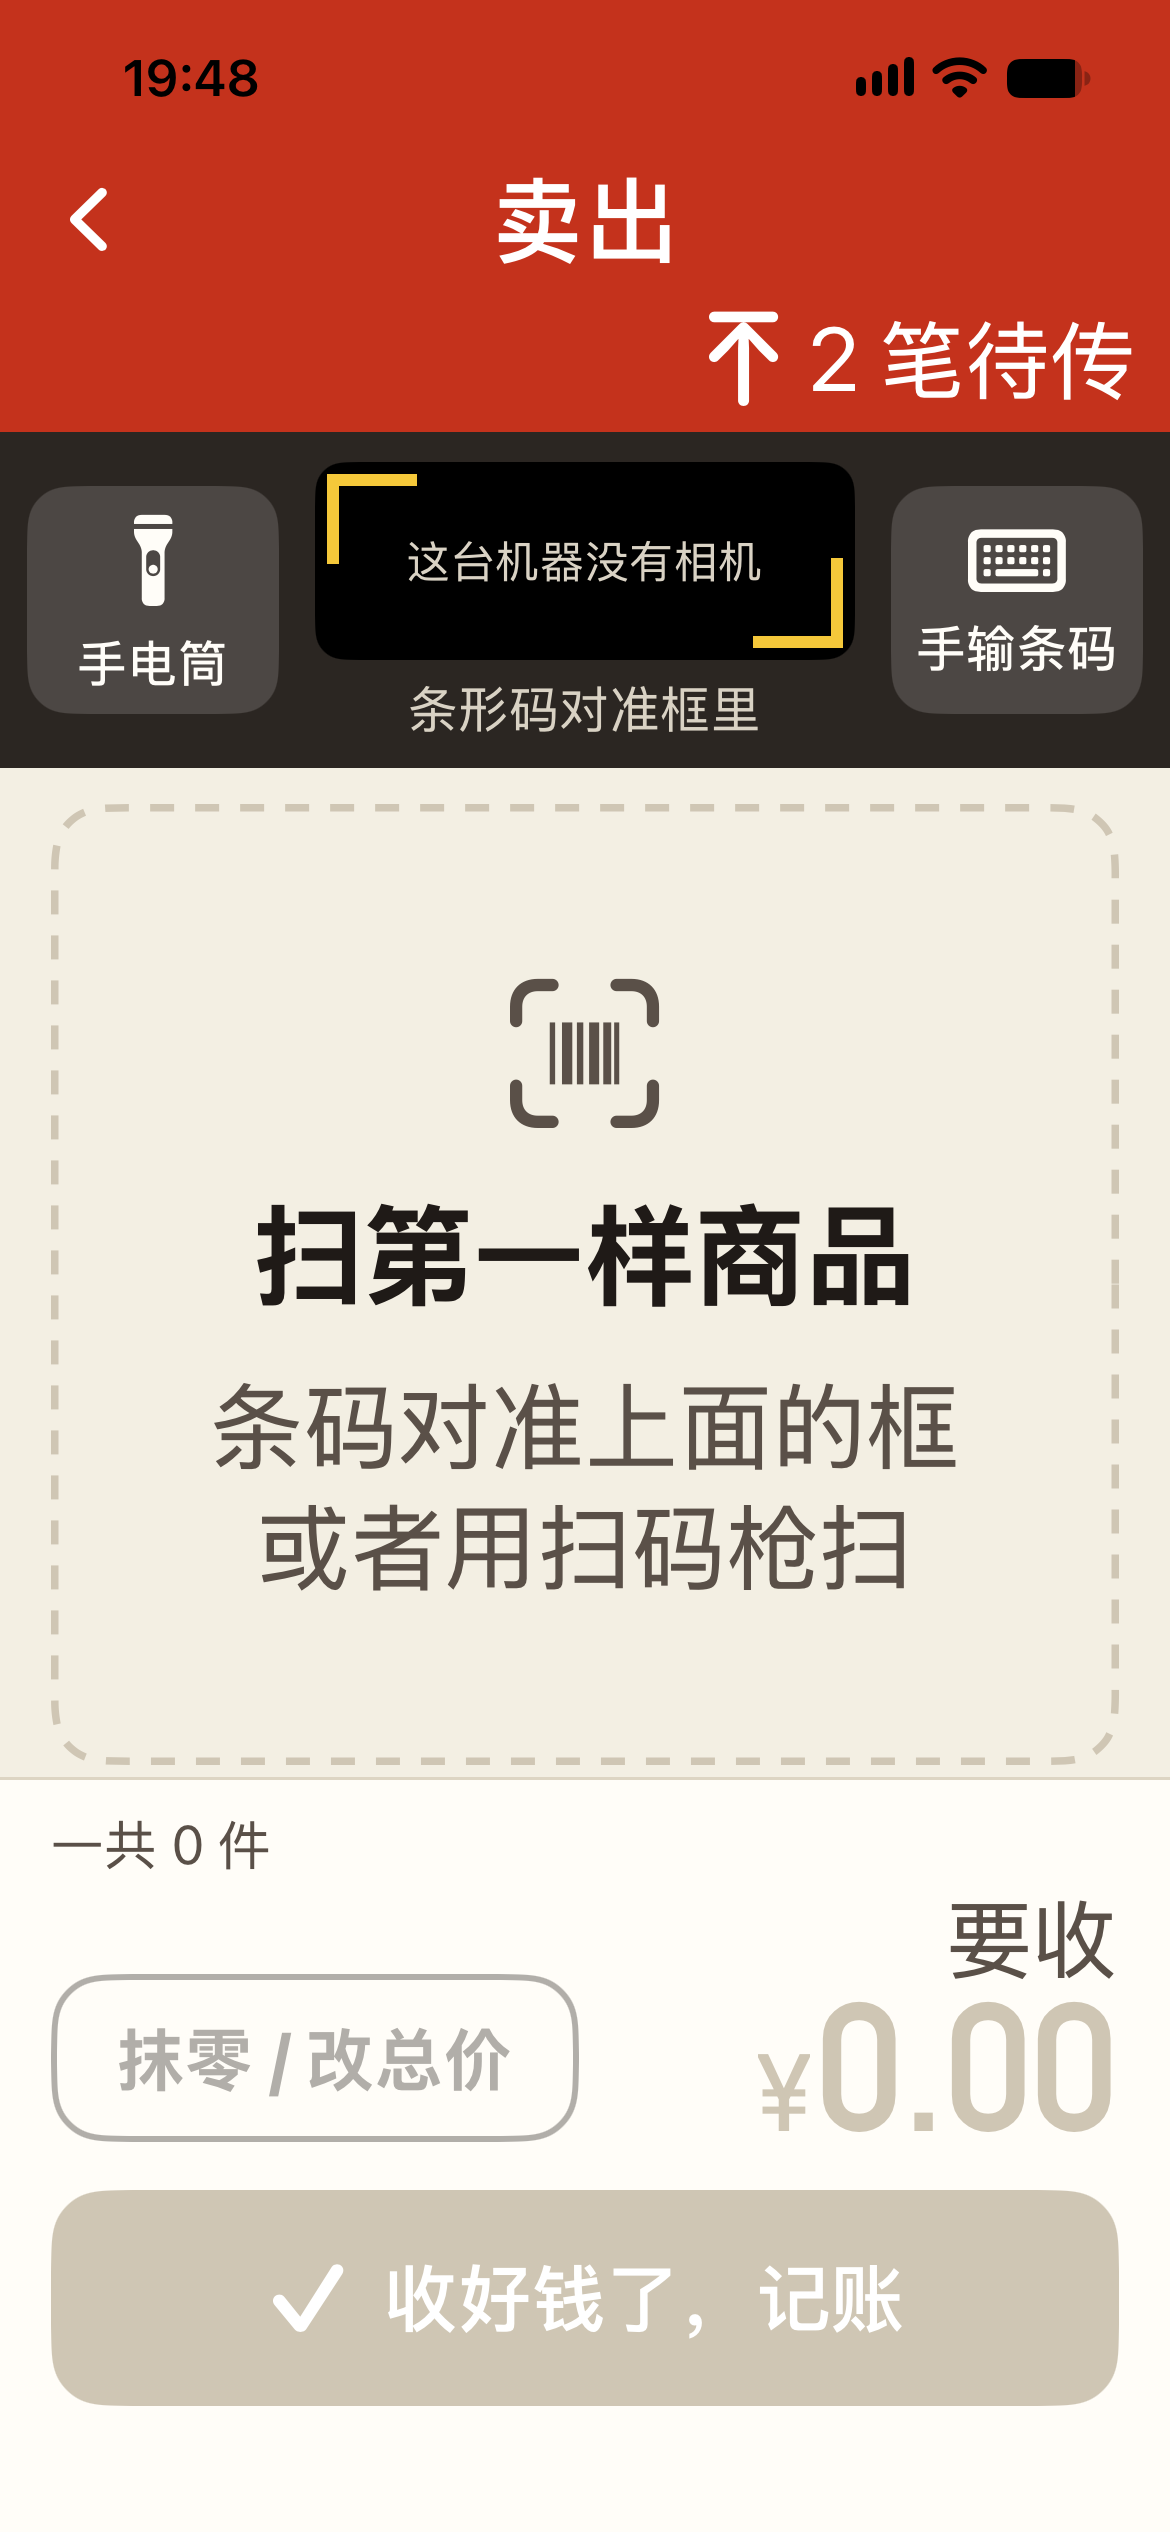 19:48
卖出
2 笔待传
这台机器没有相机
手电筒
手输条码
条形码对准框里
扫第一样商品
条码对准上面的框
或者用扫码枪扫
一共 0 件
要收
抹零 / 改总价
¥0.00
收好钱了，记账